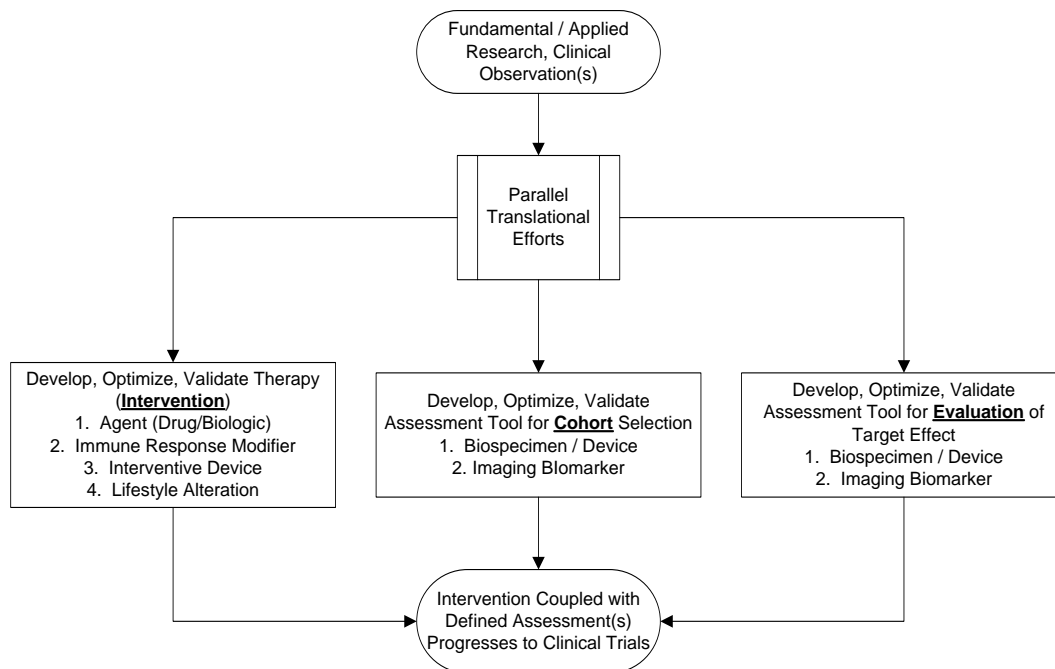 Fundamental / Applied
Research, Clinical
Observation(s)
Parallel
Translational
Efforts
Develop, Optimize, Validate Therapy
(Intervention)
1. Agent (Drug/Biologic)
2. Immune Response Modifier
3. Interventive Device
4. Lifestyle Alteration
Develop, Optimize, Validate
Assessment Tool for Cohort Selection
1. Biospecimen / Device
2. Imaging BIomarker
Develop, Optimize, Validate
Assessment Tool for Evaluation of
Target Effect
1. Biospecimen / Device
2. Imaging Biomarker
Intervention Coupled with
Defined Assessment(s)
Progresses to Clinical Trials